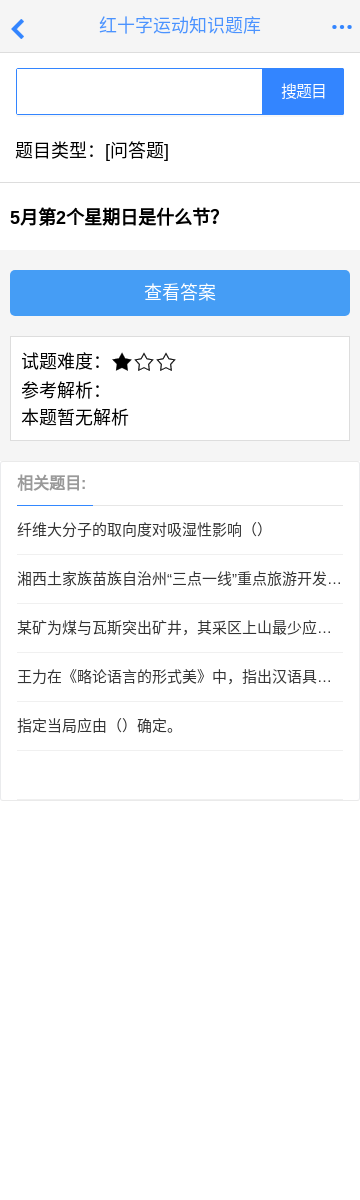 红十字运动知识题库
搜题目
题目类型：[问答题]
5月第2个星期日是什么节？
查看答案
试题难度：
参考解析：
本题暂无解析
相关题目:
纤维大分子的取向度对吸湿性影响（）
湘西土家族苗族自治州“三点一线”重点旅游开发…
某矿为煤与瓦斯突出矿井，其采区上山最少应…
王力在《略论语言的形式美》中，指出汉语具…
指定当局应由（）确定。